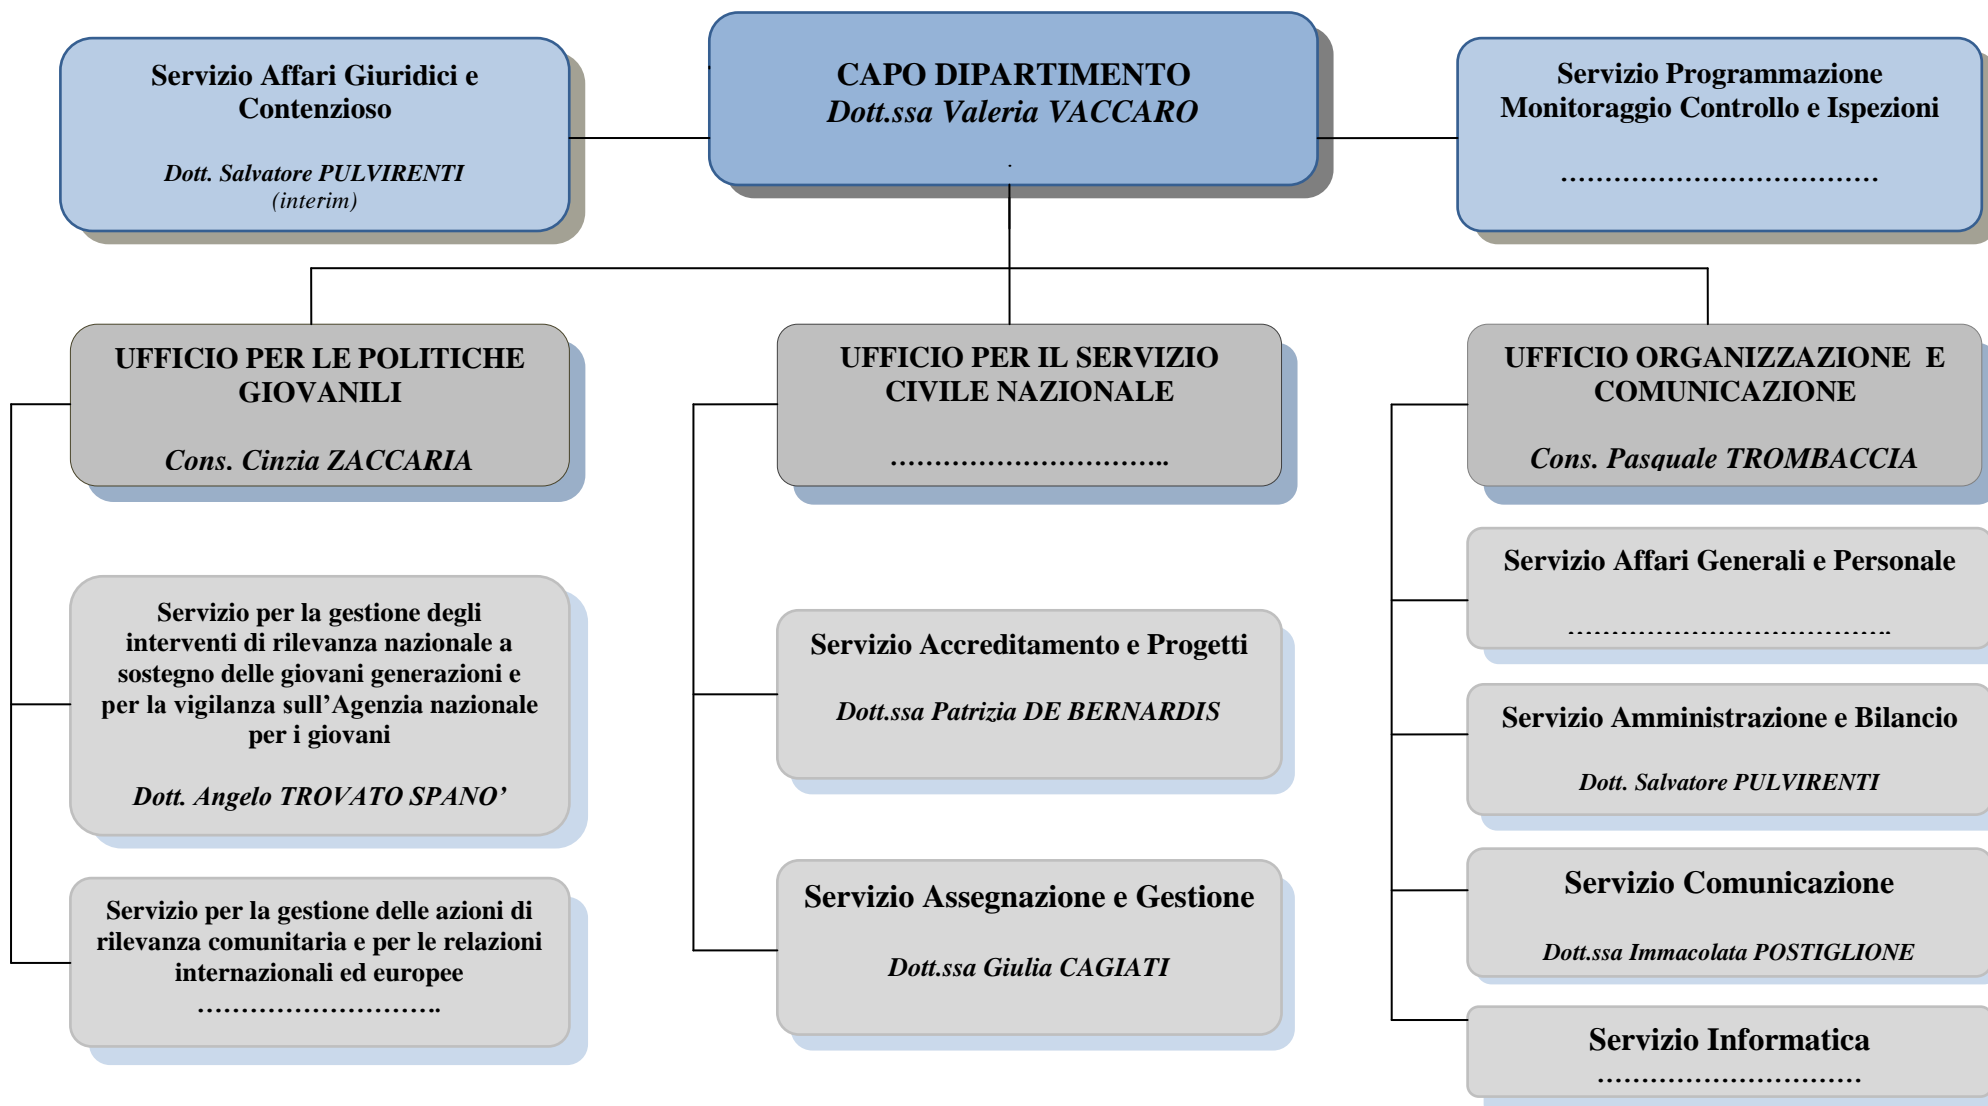 Servizio Affari Giuridici e
Contenzioso
Dott. Salvatore PULVIRENTI
(interim)
CAPO DIPARTIMENTO
Dott.ssa Valeria VACCARO
.
Servizio Programmazione
Monitoraggio Controllo e Ispezioni
……………………………….
UFFICIO PER LE POLITICHE
GIOVANILI
Cons. Cinzia ZACCARIA
UFFICIO PER IL SERVIZIO
CIVILE NAZIONALE
…………………………..
UFFICIO ORGANIZZAZIONE  E
COMUNICAZIONE
Cons. Pasquale TROMBACCIA
Servizio per la gestione degli
interventi di rilevanza nazionale a
sostegno delle giovani generazioni e
per la vigilanza sull’Agenzia nazionale
per i giovani
Dott. Angelo TROVATO SPANO’
Servizio per la gestione delle azioni di
rilevanza comunitaria e per le relazioni
internazionali ed europee
……………………….
Servizio Accreditamento e Progetti
Dott.ssa Patrizia DE BERNARDIS
Servizio Assegnazione e Gestione
Dott.ssa Giulia CAGIATI
Servizio Affari Generali e Personale
……………………………….
Servizio Amministrazione e Bilancio
Dott. Salvatore PULVIRENTI
Servizio Comunicazione
Dott.ssa Immacolata POSTIGLIONE
Servizio Informatica
…………………………